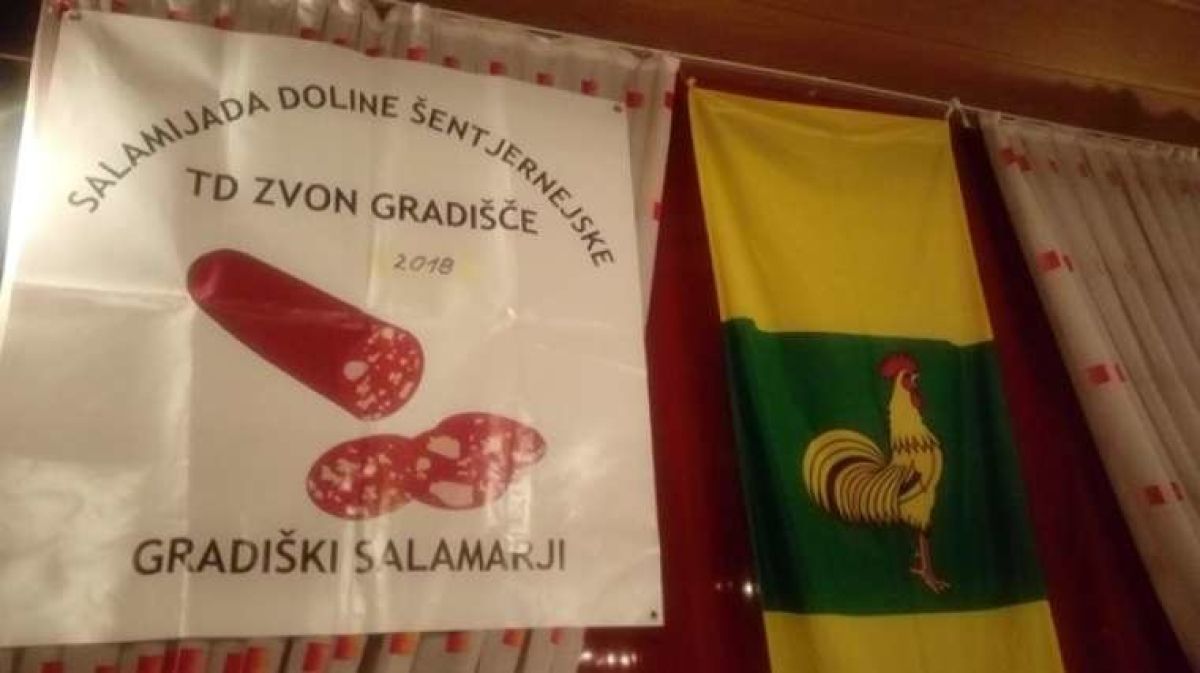 SALAMIJADA DOLINE ŠENTJERNEJSKE
TD ZVON GRADIŠČE
2018
GRADIŠKI SALAMARJI